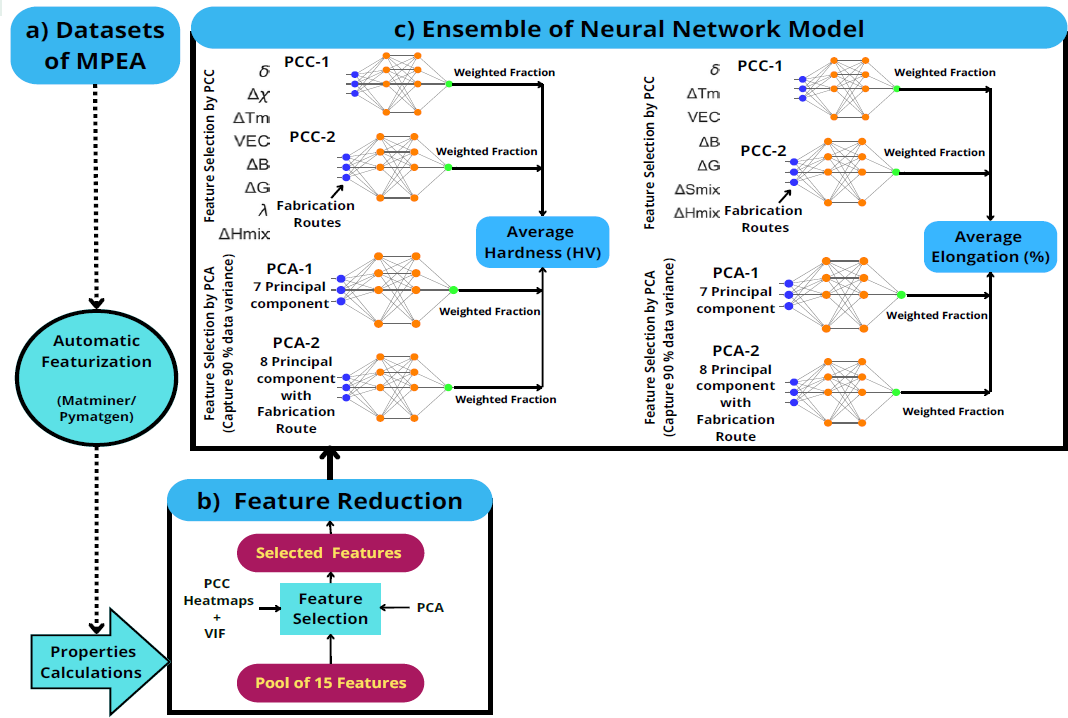 a) Datasets
of MPEA
Automatic
Featurization
(Matminer/
Pymatgen)
Properties
Calculations
b)  Feature Reduction
Selected  Features
PCC
Heatmaps
+
VIF
Feature
Selection
PCA
Pool of 15 Features
c) Ensemble of Neural Network Model
Feature Selection by PCC
δ
Δχ
ΔTm
VEC
ΔB
ΔG
λ
ΔHmix
PCC-1
Weighted Fraction
PCC-2
Weighted Fraction
Fabrication
Routes
Average
Hardness (HV)
Feature Selection by PCA
(Capture 90 % data variance)
PCA-1
7 Principal
component
Weighted Fraction
PCA-2
8 Principal
component
with
Fabrication
Route
Weighted Fraction
Feature Selection by PCC
δ
ΔTm
VEC
ΔB
ΔG
ΔSmix
ΔHmix
PCC-1
Weighted Fraction
PCC-2
Weighted Fraction
Fabrication
Routes
Average
Elongation (%)
Feature Selection by PCA
(Capture 90 % data variance)
PCA-1
7 Principal
component
Weighted Fraction
PCA-2
8 Principal
component
with
Fabrication
Route
Weighted Fraction